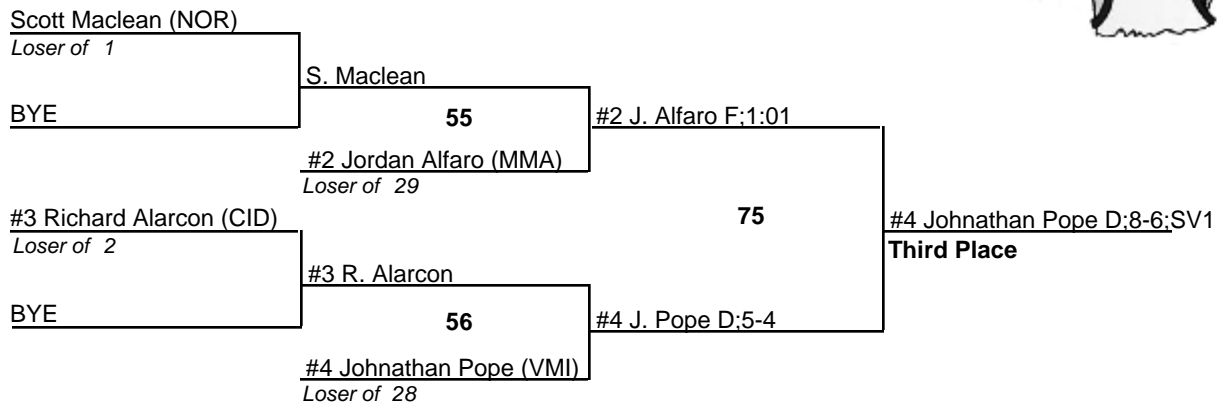 Scott Maclean (NOR)
Loser of 1
S. Maclean
BYE
55
#2 J. Alfaro F;1:01
#2 Jordan Alfaro (MMA)
Loser of 29
#3 Richard Alarcon (CID)
Loser of 2
75
#4 Johnathan Pope D;8-6;SV1
Third Place
#3 R. Alarcon
BYE
56
#4 J. Pope D;5-4
#4 Johnathan Pope (VMI)
Loser of 28